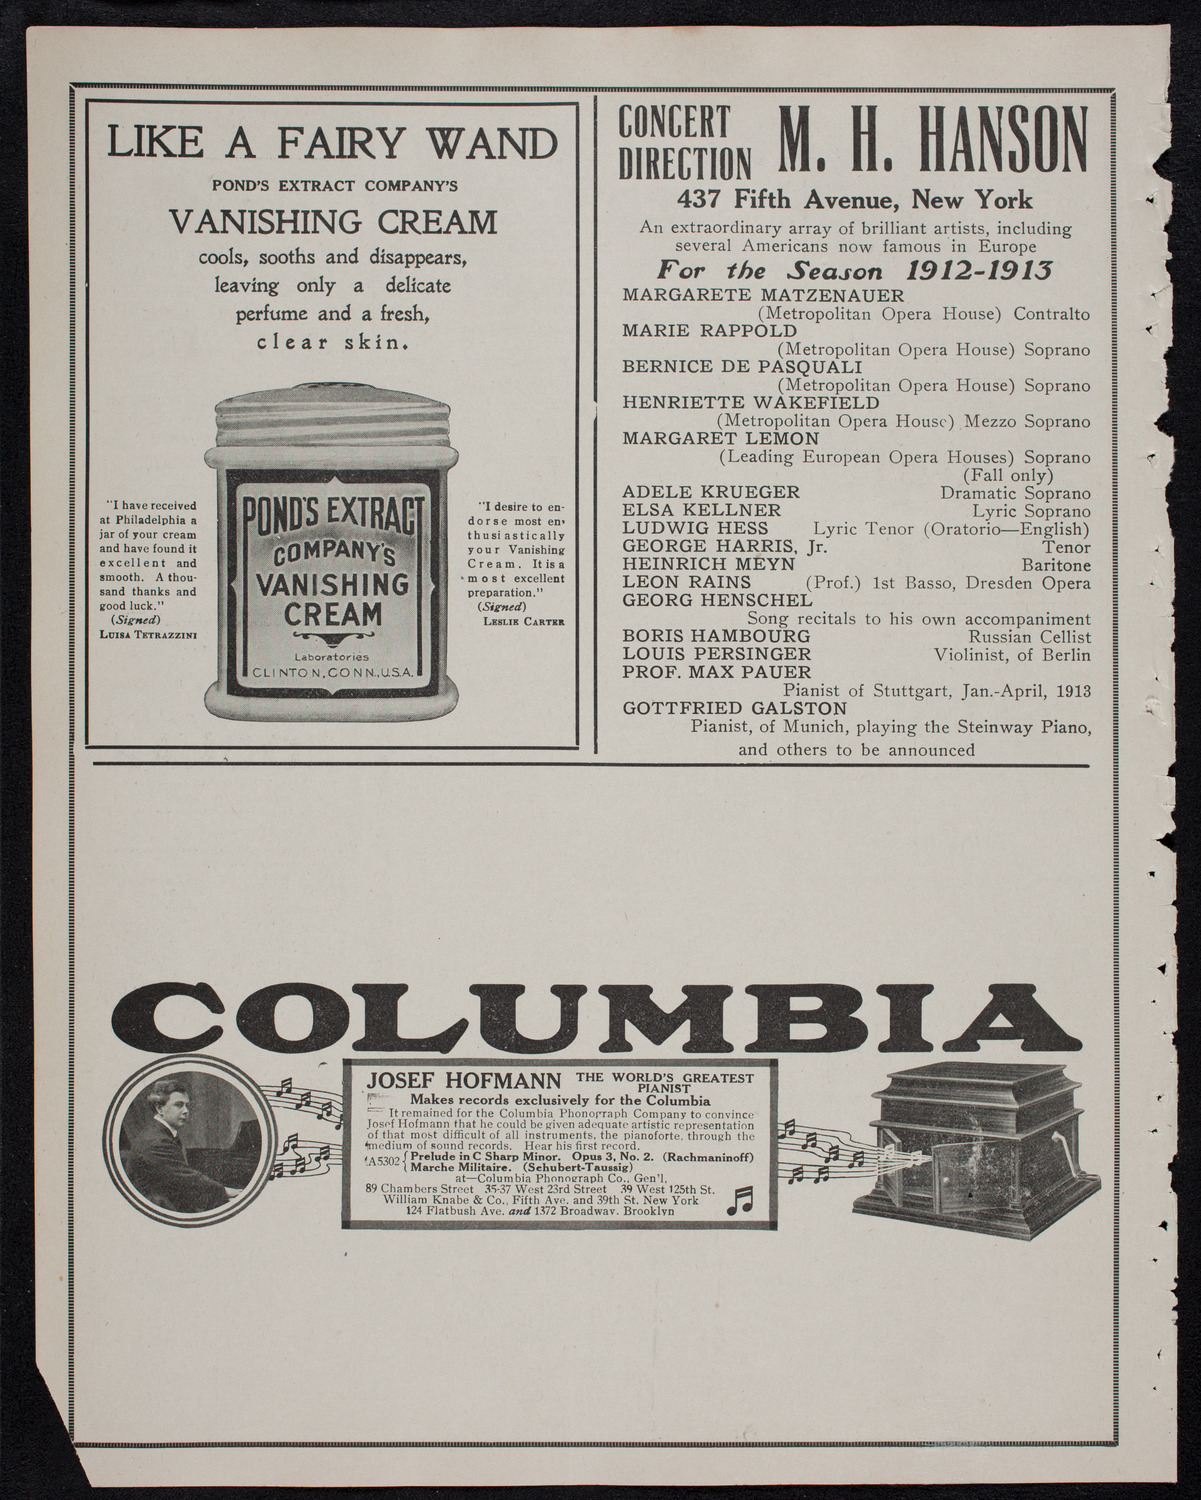 LIKE A FAIRY WAND
POND'S EXTRACT COMPANY'S
VANISHING CREAM
cools, sooths and disappears,
leaving only a delicate
perfume and a fresh,
clear skin.
"I have received
at Philadelphia a
jar of your cream
and have found it
excellent and
smooth. A thou-
sand thanks and
good luck."
(Signed)
LUISA TETRAZZINI
POND'S EXTRACT
COMPANY'S
VANISHING
CREAM
Laboratories
CLINTON, CONN., U.S.A.
"I desire to en-
dorse most en-
thusiastically
your Vanishing
Cream. It is a
most excellent
preparation."
(Signed)
LESLIE CARTER
CONCERT
DIRECTION M. H. HANSON
437 Fifth Avenue, New York
An extraordinary array of brilliant artists, including
several Americans now famous in Europe
For the Season 1912-1913
MARGARETE MATZENAUER
(Metropolitan Opera House) Contralto
MARIE RAPPOLD
(Metropolitan Opera House) Soprano
BERNICE DE PASQUALI
(Metropolitan Opera House) Soprano
HENRIETTE WAKEFIELD
(Metropolitan Opera House) Mezzo Soprano
MARGARET LEMON
(Leading European Opera Houses) Soprano
(Fall only)
ADELE KRUEGER Dramatic Soprano
ELSA KELLNER Lyric Soprano
LUDWIG HESS Lyric Tenor (Oratorio—English)
GEORGE HARRIS, Jr. Tenor
HEINRICH MEYN Baritone
LEON RAINS (Prof.) 1st Basso, Dresden Opera
GEORG HENSCHEL
Song recitals to his own accompaniment
BORIS HAMBOURG Russian Cellist
LOUIS PERSINGER Violinist, of Berlin
PROF. MAX PAUER
Pianist of Stuttgart, Jan.-April, 1913
GOTTFRIED GALSTON
Pianist, of Munich, playing the Steinway Piano,
and others to be announced
COLUMBIA
JOSEF HOFMANN THE WORLD'S GREATEST
PIANIST
Makes records exclusively for the Columbia
It remained for the Columbia Phonograph Company to convince
Josef Hofmann that he could be given adequate artistic representation
of that most difficult of all instruments, the pianoforte, through the
medium of sound records. Hear his first record.
A5302 { Prelude in C Sharp Minor. Opus 3, No. 2. (Rachmaninoff)
Marche Militaire. (Schubert-Taussig)
at—Columbia Phonograph Co., Gen'l.
89 Chambers Street 35-37 West 23rd Street 39 West 125th St.
William Knabe & Co., Fifth Ave. and 39th St. New York
124 Flatbush Ave. and 1372 Broadway, Brooklyn